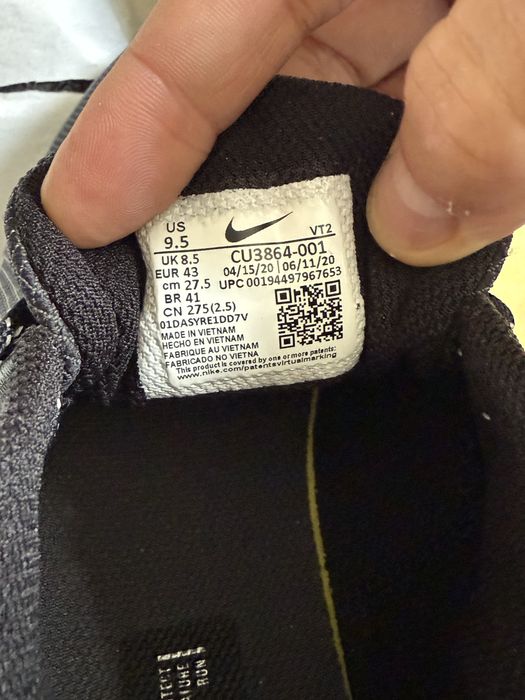 US
9.5
VT2
UK 8.5
CU3864-001
EUR 43
04/15/20
06/11/20
cm 27.5
UPC 00194497967653
BR 41
CN 275(2.5)
01DASYRE1DD7V
MADE IN VIETNAM
HECHO EN VIETNAM
FABRIQUE AU VIETNAM
FABRICADO NO VIETNA
This product is covered by one or more patents:
www.nike.com/patentsvirtualmarking
RUN